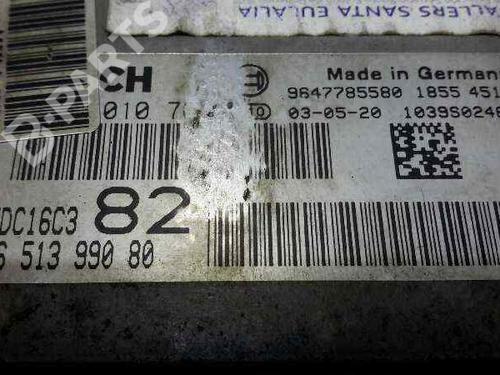 ALLERS SANTA EULALIA
B-PARTS
CH
Made in German
9647785580 1855 451
010 7
03-05-20 1039S0248
DC16C3 82
6 513 990 80